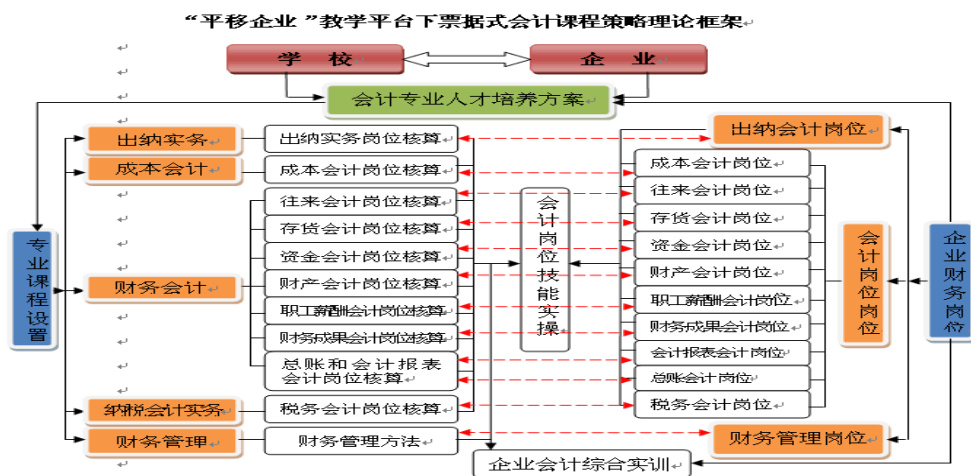 “平移企业”教学平台下票据式会计课程策略理论框架
学 校
企 业
会计专业人才培养方案
出纳实务
出纳实务岗位核算
出纳会计岗位
成本会计
成本会计岗位核算
成本会计岗位
往来会计岗位核算
往来会计岗位
存货会计岗位核算
存货会计岗位
资金会计岗位核算
资金会计岗位
专业课程设置
财务会计
财产会计岗位核算
会计岗位技能实操
财产会计岗位
会计岗位岗位
企业财务岗位
职工薪酬会计岗位核算
职工薪酬会计岗位
财务成果会计岗位核算
财务成果会计岗位
总账和会计报表
会计岗位核算
会计报表会计岗位
总账会计岗位
纳税会计实务
税务会计岗位核算
税务会计岗位
财务管理
财务管理方法
财务管理岗位
企业会计综合实训